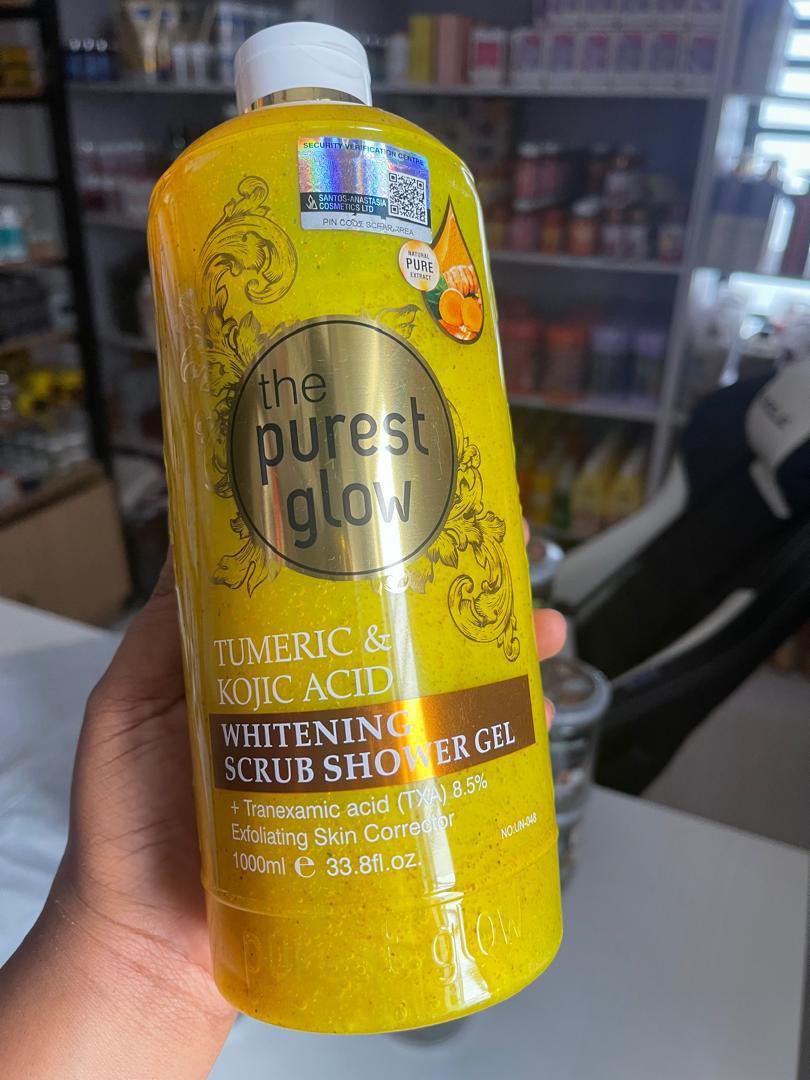 SECURITY VERIFICATION CENTRE
SANTOS-ANASTASIA
COSMETICS LTD
PIN CODE
AREA
NATURAL
PURE
EXTRACT
the
purest
glow
TUMERIC &
KOJIC ACID
WHITENING
SCRUB SHOWER GEL
+ Tranexamic acid (TXA) 8.5%
Exfoliating Skin Corrector
NO:UN-048
1000ml ℮ 33.8fl.oz.
purest glow